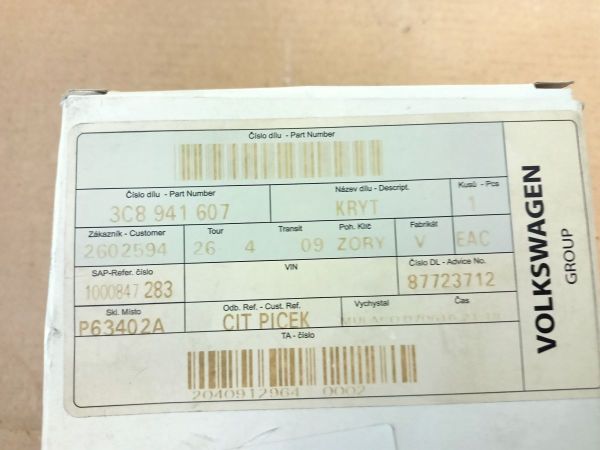 Číslo dílu - Part Number
Číslo dílu - Part Number Název dílu - Descript. Kusů - Pos
3C8 941 607 KRYT 1
Zákazník - Customer Tour Transit Poh. Klíč Fabrikát
2602594 26 4 09 ZORY V EAC
SAP-Refer. číslo VIN Číslo DL - Advice No.
1000847 283 87723712
Skl. Místo Odb. Ref. - Cust. Ref. Vychystal Čas
P63402A CIT PICEK
TA - číslo
2040912964 0002
VOLKSWAGEN
GROUP